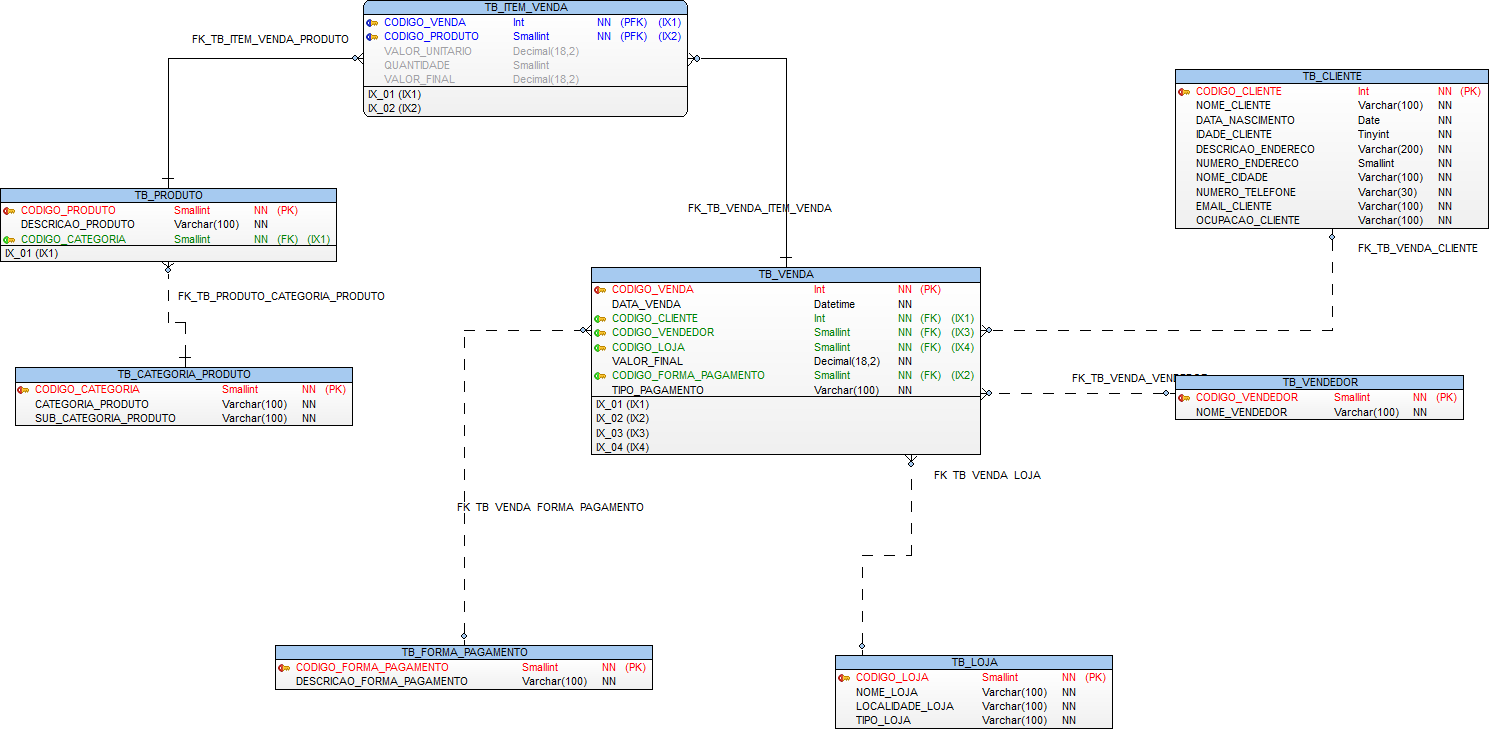 TB_ITEM_VENDA
CODIGO_VENDA Int NN (PFK) (IX1)
CODIGO_PRODUTO Smallint NN (PFK) (IX2)
VALOR_UNITARIO Decimal(18,2)
QUANTIDADE Smallint
VALOR_FINAL Decimal(18,2)
IX_01 (IX1)
IX_02 (IX2)
FK_TB_ITEM_VENDA_PRODUTO
TB_CLIENTE
CODIGO_CLIENTE Int NN (PK)
NOME_CLIENTE Varchar(100) NN
DATA_NASCIMENTO Date NN
IDADE_CLIENTE Tinyint NN
DESCRICAO_ENDERECO Varchar(200) NN
NUMERO_ENDERECO Smallint NN
NOME_CIDADE Varchar(100) NN
NUMERO_TELEFONE Varchar(30) NN
EMAIL_CLIENTE Varchar(100) NN
OCUPACAO_CLIENTE Varchar(100) NN
TB_PRODUTO
CODIGO_PRODUTO Smallint NN (PK)
DESCRICAO_PRODUTO Varchar(100) NN
CODIGO_CATEGORIA Smallint NN (FK) (IX1)
IX_01 (IX1)
FK_TB_VENDA_ITEM_VENDA
FK_TB_VENDA_CLIENTE
FK_TB_PRODUTO_CATEGORIA_PRODUTO
TB_VENDA
CODIGO_VENDA Int NN (PK)
DATA_VENDA Datetime NN
CODIGO_CLIENTE Int NN (FK) (IX1)
CODIGO_VENDEDOR Smallint NN (FK) (IX3)
CODIGO_LOJA Smallint NN (FK) (IX4)
VALOR_FINAL Decimal(18,2) NN
CODIGO_FORMA_PAGAMENTO Smallint NN (FK) (IX2)
TIPO_PAGAMENTO Varchar(100) NN
IX_01 (IX1)
IX_02 (IX2)
IX_03 (IX3)
IX_04 (IX4)
TB_CATEGORIA_PRODUTO
CODIGO_CATEGORIA Smallint NN (PK)
CATEGORIA_PRODUTO Varchar(100) NN
SUB_CATEGORIA_PRODUTO Varchar(100) NN
FK_TB_VENDA_VENDEDOR
TB_VENDEDOR
CODIGO_VENDEDOR Smallint NN (PK)
NOME_VENDEDOR Varchar(100) NN
FK_TB_VENDA_LOJA
FK_TB_VENDA_FORMA_PAGAMENTO
TB_FORMA_PAGAMENTO
CODIGO_FORMA_PAGAMENTO Smallint NN (PK)
DESCRICAO_FORMA_PAGAMENTO Varchar(100) NN
TB_LOJA
CODIGO_LOJA Smallint NN (PK)
NOME_LOJA Varchar(100) NN
LOCALIDADE_LOJA Varchar(100) NN
TIPO_LOJA Varchar(100) NN